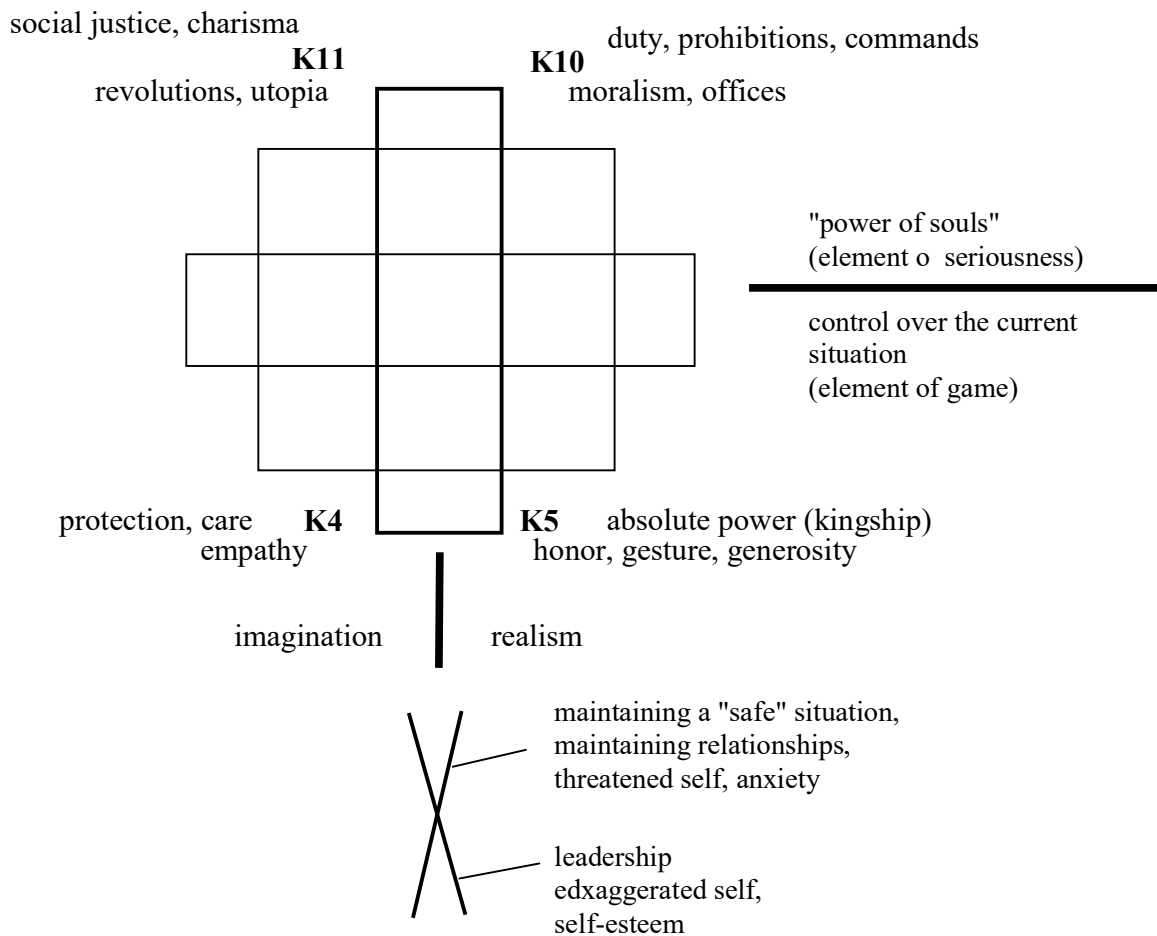 social justice, charisma
K11
revolutions, utopia
duty, prohibitions, commands
K10
moralism, offices
"power of souls"
(element o  seriousness)
control over the current
situation
(element of game)
protection, care
K4
empathy
K5
absolute power (kingship)
honor, gesture, generosity
imagination
realism
maintaining a "safe" situation,
maintaining relationships,
threatened self, anxiety
leadership
edxaggerated self,
self-esteem